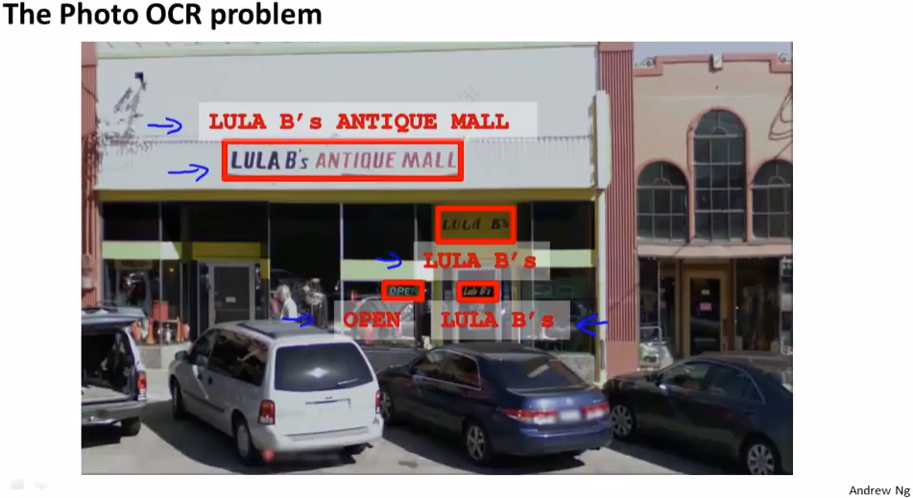 The Photo OCR problem
LULA B's ANTIQUE MALL
LULA B's ANTIQUE MALL
LULA B's
LULA B's
OPEN Lula B's
OPEN LULA B's
Andrew Ng